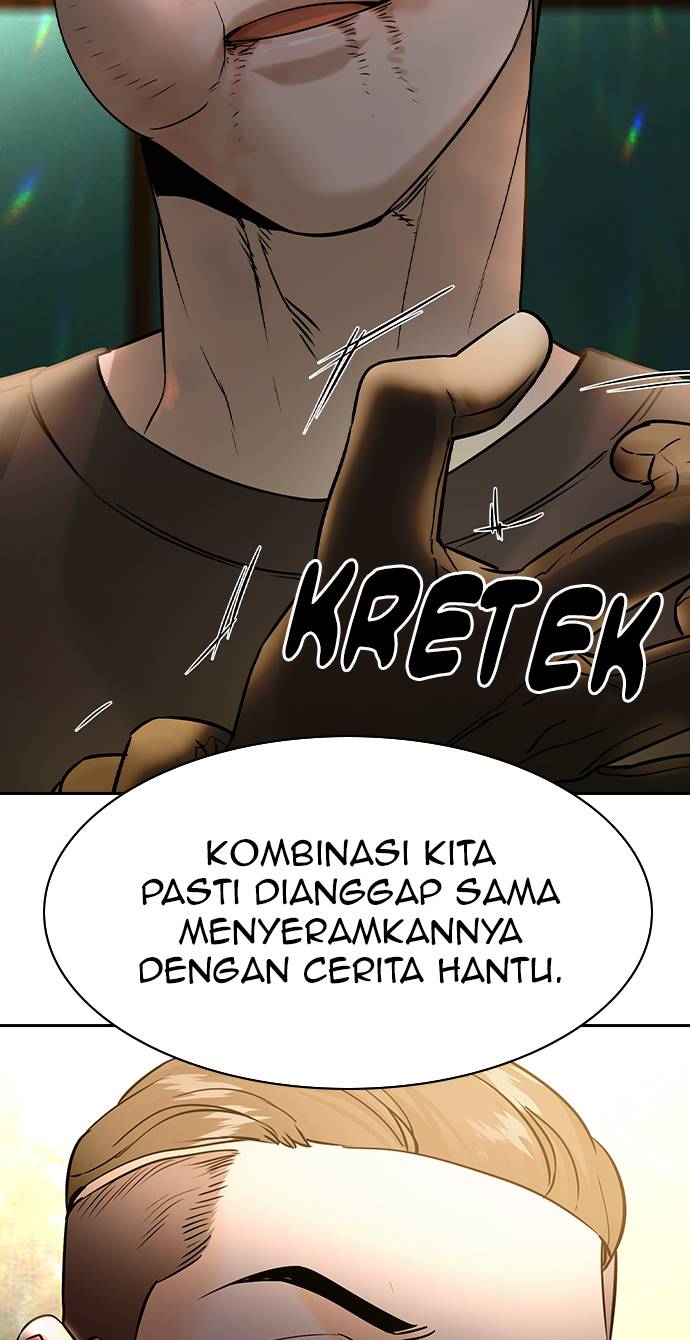 KRETEK
KOMBINASI KITA
PASTI DIANGGAP SAMA
MENYERAMKANNYA
DENGAN CERITA HANTU.